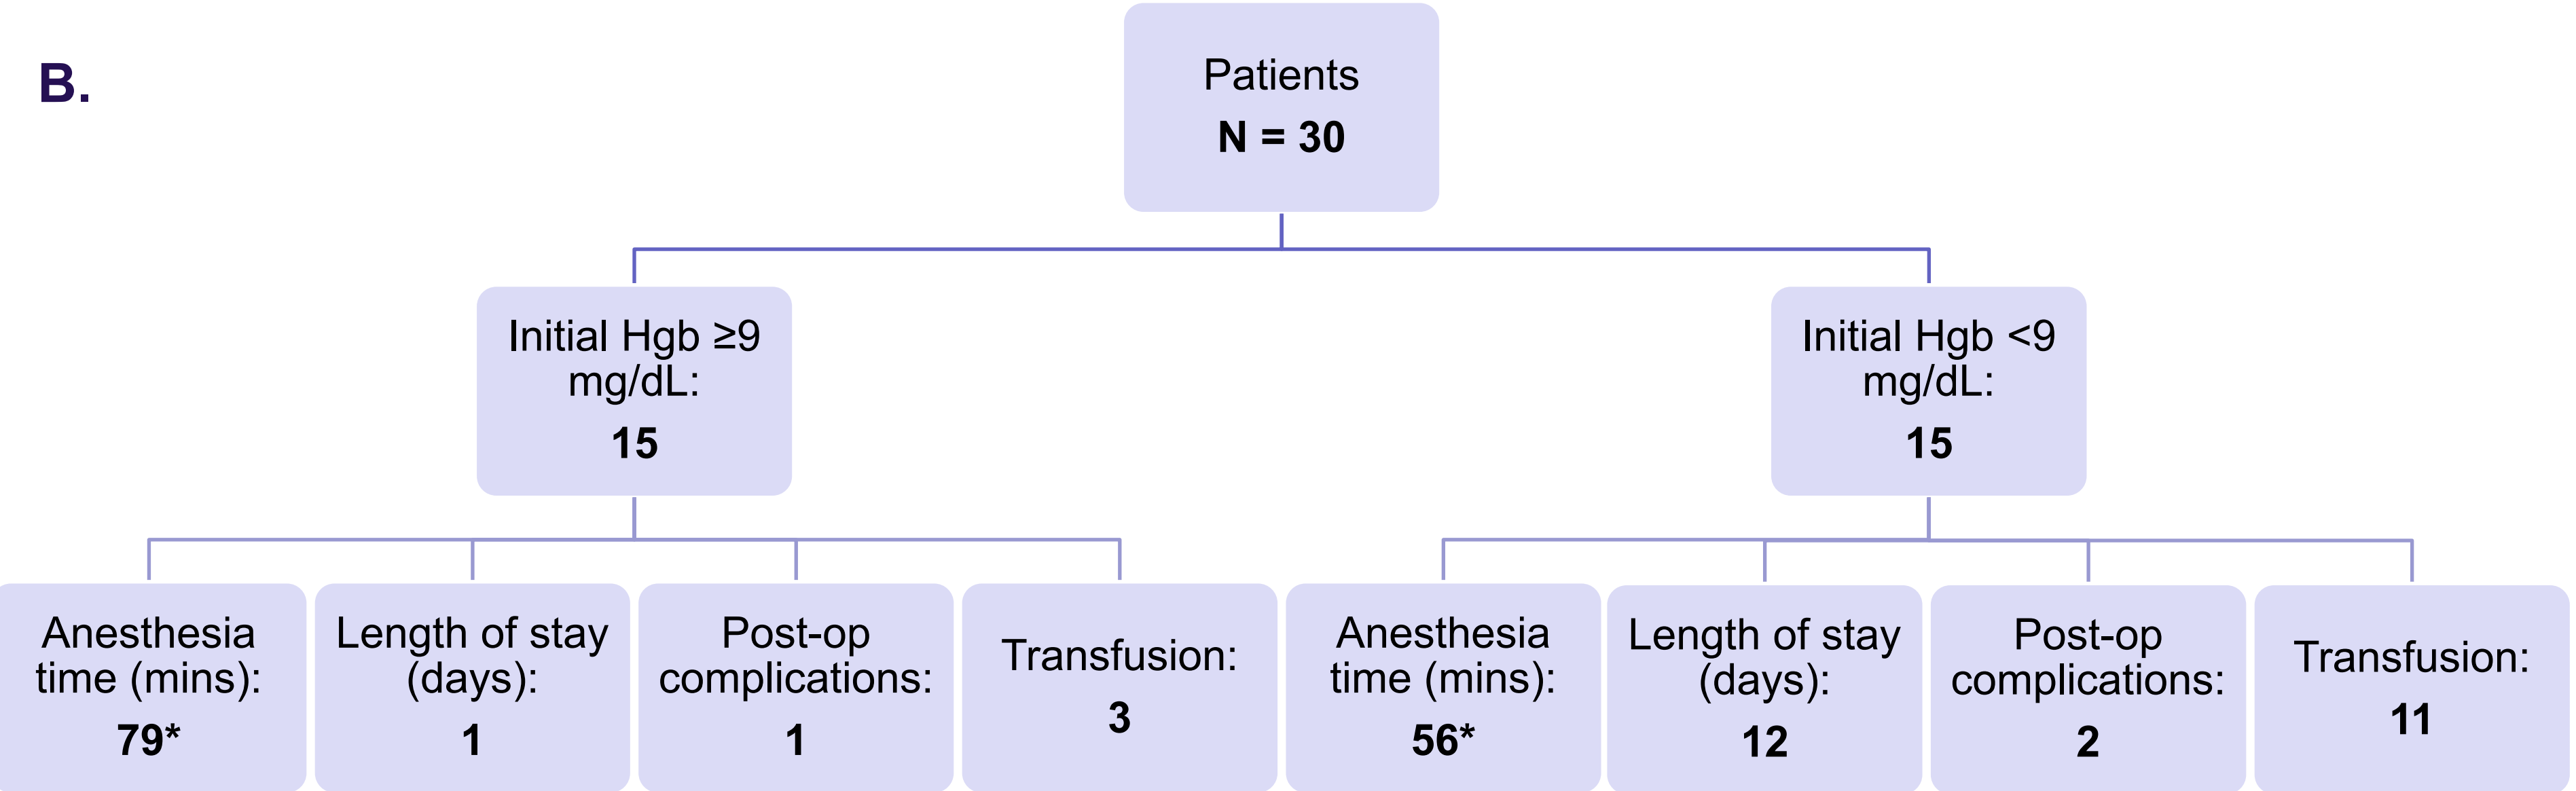 B.
Patients
N = 30
Initial Hgb ≥9
mg/dL:
15
Initial Hgb <9
mg/dL:
15
Anesthesia
time (mins):
79*
Length of stay
(days):
1
Post-op
complications:
1
Transfusion:
3
Anesthesia
time (mins):
56*
Length of stay
(days):
12
Post-op
complications:
2
Transfusion:
11